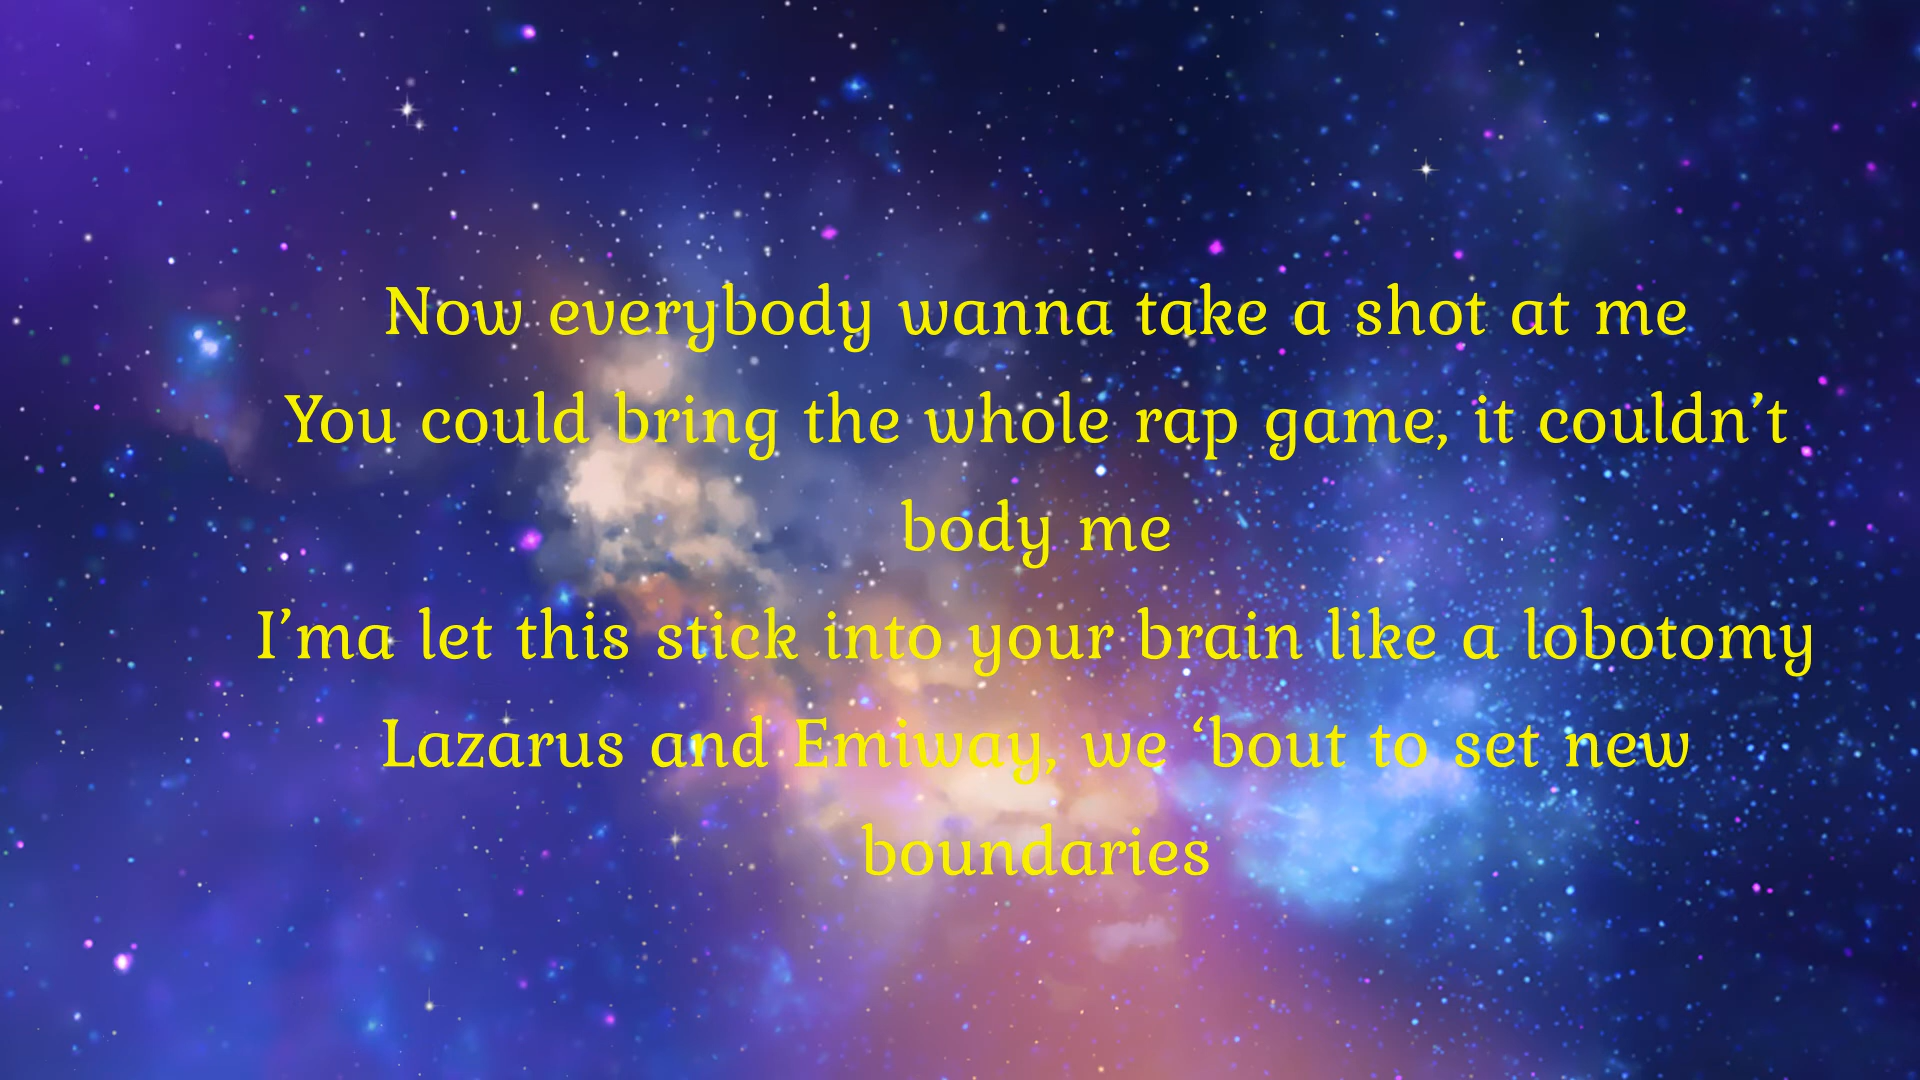 Now everybody wanna take a shot at me
You could bring the whole rap game, it couldn’t
body me
I’ma let this stick into your brain like a lobotomy
Lazarus and Emiway, we ‘bout to set new
boundaries